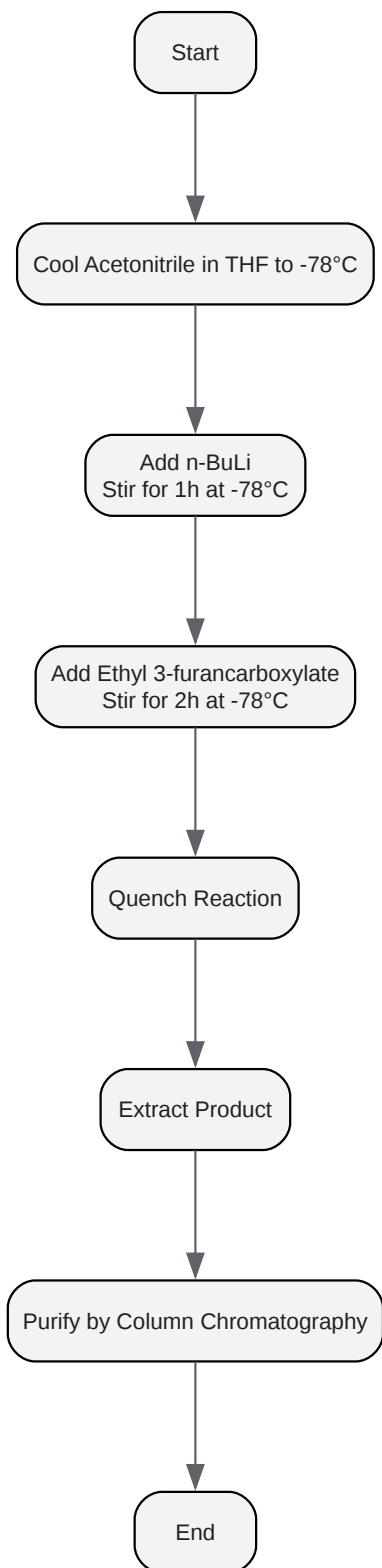 Start
Cool Acetonitrile in THF to -78°C
Add n-BuLi
Stir for 1h at -78°C
Add Ethyl 3-furancarboxylate
Stir for 2h at -78°C
Quench Reaction
Extract Product
Purify by Column Chromatography
End